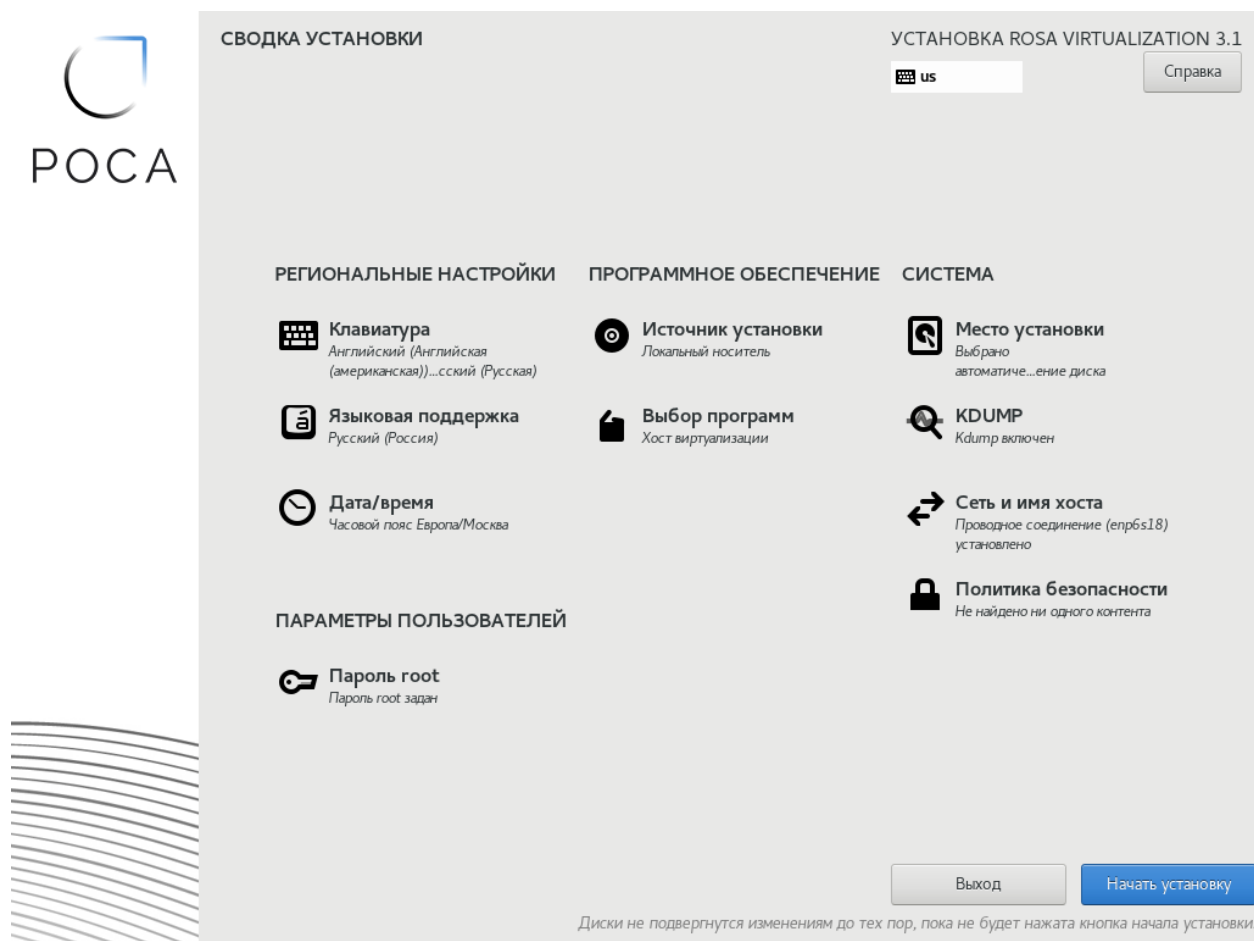 РОСА
СВОДКА УСТАНОВКИ
УСТАНОВКА ROSA VIRTUALIZATION 3.1
us
Справка
РЕГИОНАЛЬНЫЕ НАСТРОЙКИ
Клавиатура
Английский (Английская
(американская))...сский (Русская)
Языковая поддержка
Русский (Россия)
Дата/время
Часовой пояс Европа/Москва
ПРОГРАММНОЕ ОБЕСПЕЧЕНИЕ
Источник установки
Локальный носитель
Выбор программ
Хост виртуализации
СИСТЕМА
Место установки
Выбрано
автоматиче...ение диска
KDUMP
Kdump включен
Сеть и имя хоста
Проводное соединение (enp6s18)
установлено
Политика безопасности
Не найдено ни одного контента
ПАРАМЕТРЫ ПОЛЬЗОВАТЕЛЕЙ
Пароль root
Пароль root задан
Выход
Начать установку
Диски не подвергнутся изменениям до тех пор, пока не будет нажата кнопка начала установки